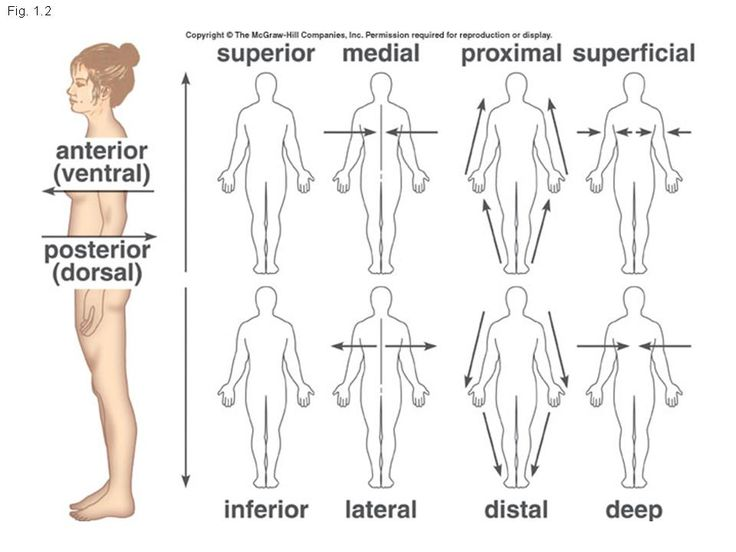 Fig. 1.2
Copyright © The McGraw-Hill Companies, Inc. Permission required for reproduction or display.
superior medial proximal superficial
anterior
(ventral)
posterior
(dorsal)
inferior lateral distal deep